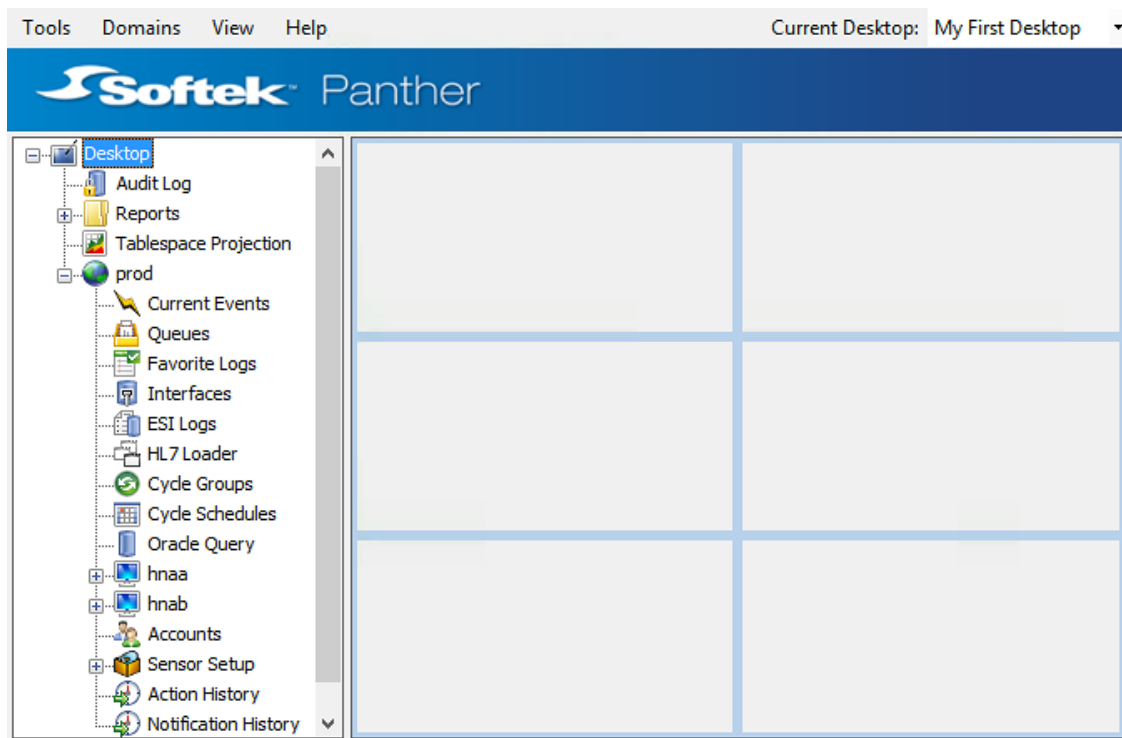 Tools Domains View Help Current Desktop: My First Desktop
Softek™ Panther
Desktop
Audit Log
Reports
Tablespace Projection
prod
Current Events
Queues
Favorite Logs
Interfaces
ESI Logs
HL7 Loader
Cycle Groups
Cycle Schedules
Oracle Query
hnaa
hnab
Accounts
Sensor Setup
Action History
Notification History